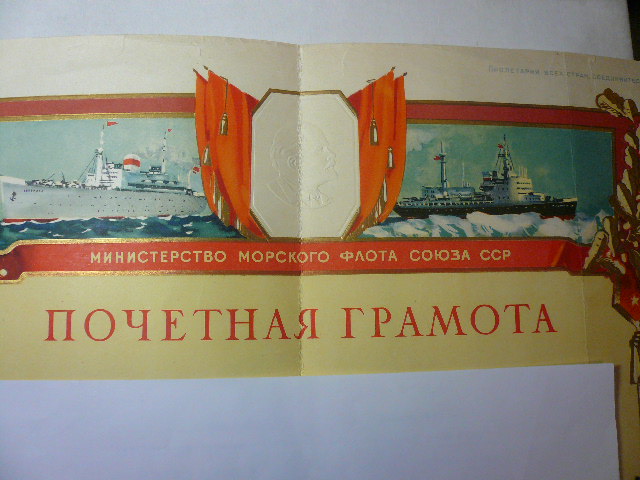 Пролетарии всех стран, соединяйтесь
МИНИСТЕРСТВО МОРСКОГО ФЛОТА СОЮЗА ССР
ПОЧЕТНАЯ ГРАМОТА